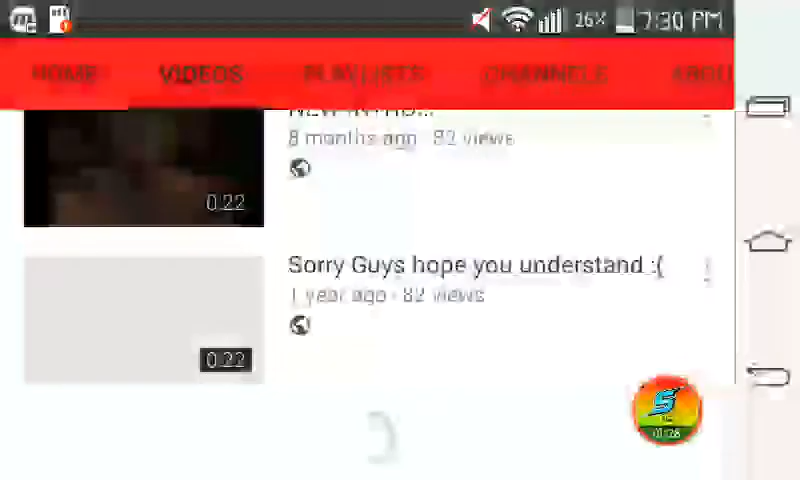 26% 7:30 PM
HOME VIDEOS PLAYLISTS CHANNELS ABOU
8 months ago · 82 views
0:22
Sorry Guys hope you understand :(
1 year ago · 82 views
0:22